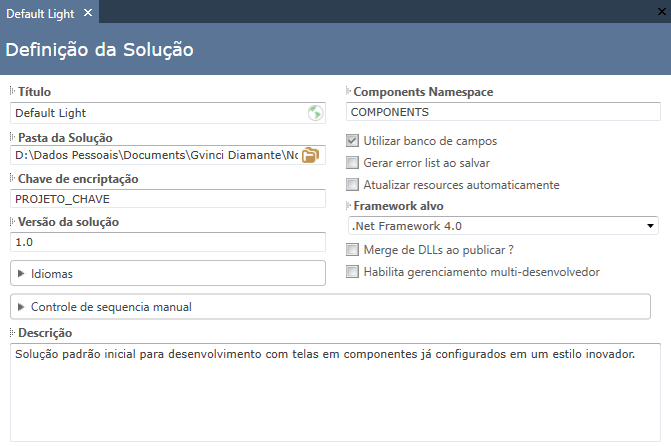 Default Light
Definição da Solução
Título
Default Light
Pasta da Solução
D:\Dados Pessoais\Documents\Gvinci Diamante\No
Chave de encriptação
PROJETO_CHAVE
Versão da solução
1.0
Idiomas
Components Namespace
COMPONENTS
Utilizar banco de campos
Gerar error list ao salvar
Atualizar resources automaticamente
Framework alvo
.Net Framework 4.0
Merge de DLLs ao publicar ?
Habilita gerenciamento multi-desenvolvedor
Controle de sequencia manual
Descrição
Solução padrão inicial para desenvolvimento com telas em componentes já configurados em um estilo inovador.